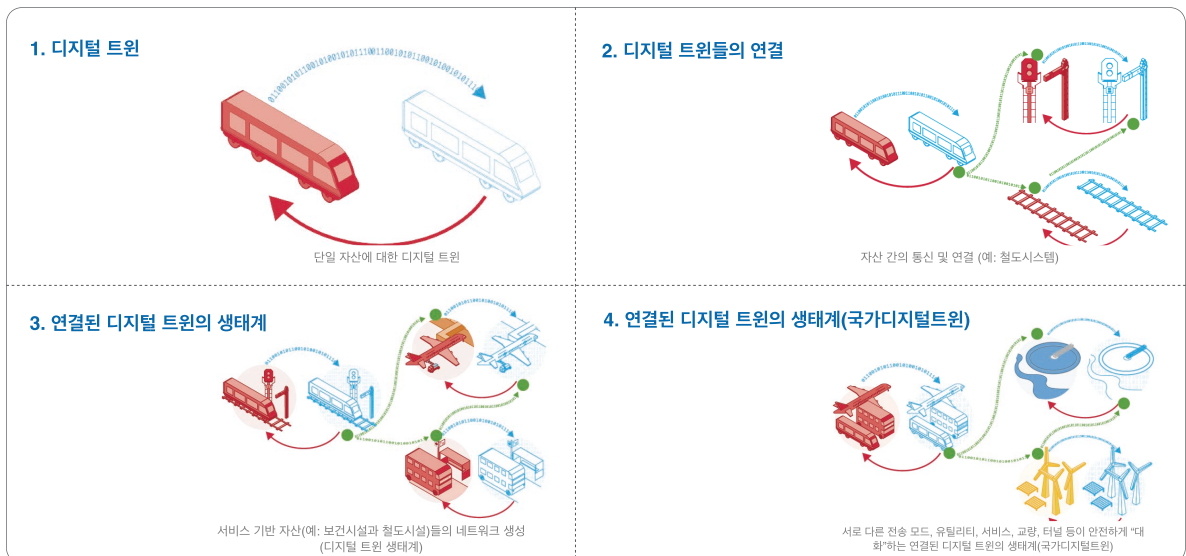 1. 디지털 트윈
단일 자산에 대한 디지털 트윈
2. 디지털 트윈들의 연결
자산 간의 통신 및 연결 (예: 철도시스템)
3. 연결된 디지털 트윈의 생태계
서비스 기반 자산(예: 보건시설과 철도시설)들의 네트워크 생성
(디지털 트윈 생태계)
4. 연결된 디지털 트윈의 생태계(국가디지털트윈)
서로 다른 전송 모드, 유틸리티, 서비스, 교량, 터널 등이 안전하게 “대
화”하는 연결된 디지털 트윈의 생태계(국가디지털트윈)